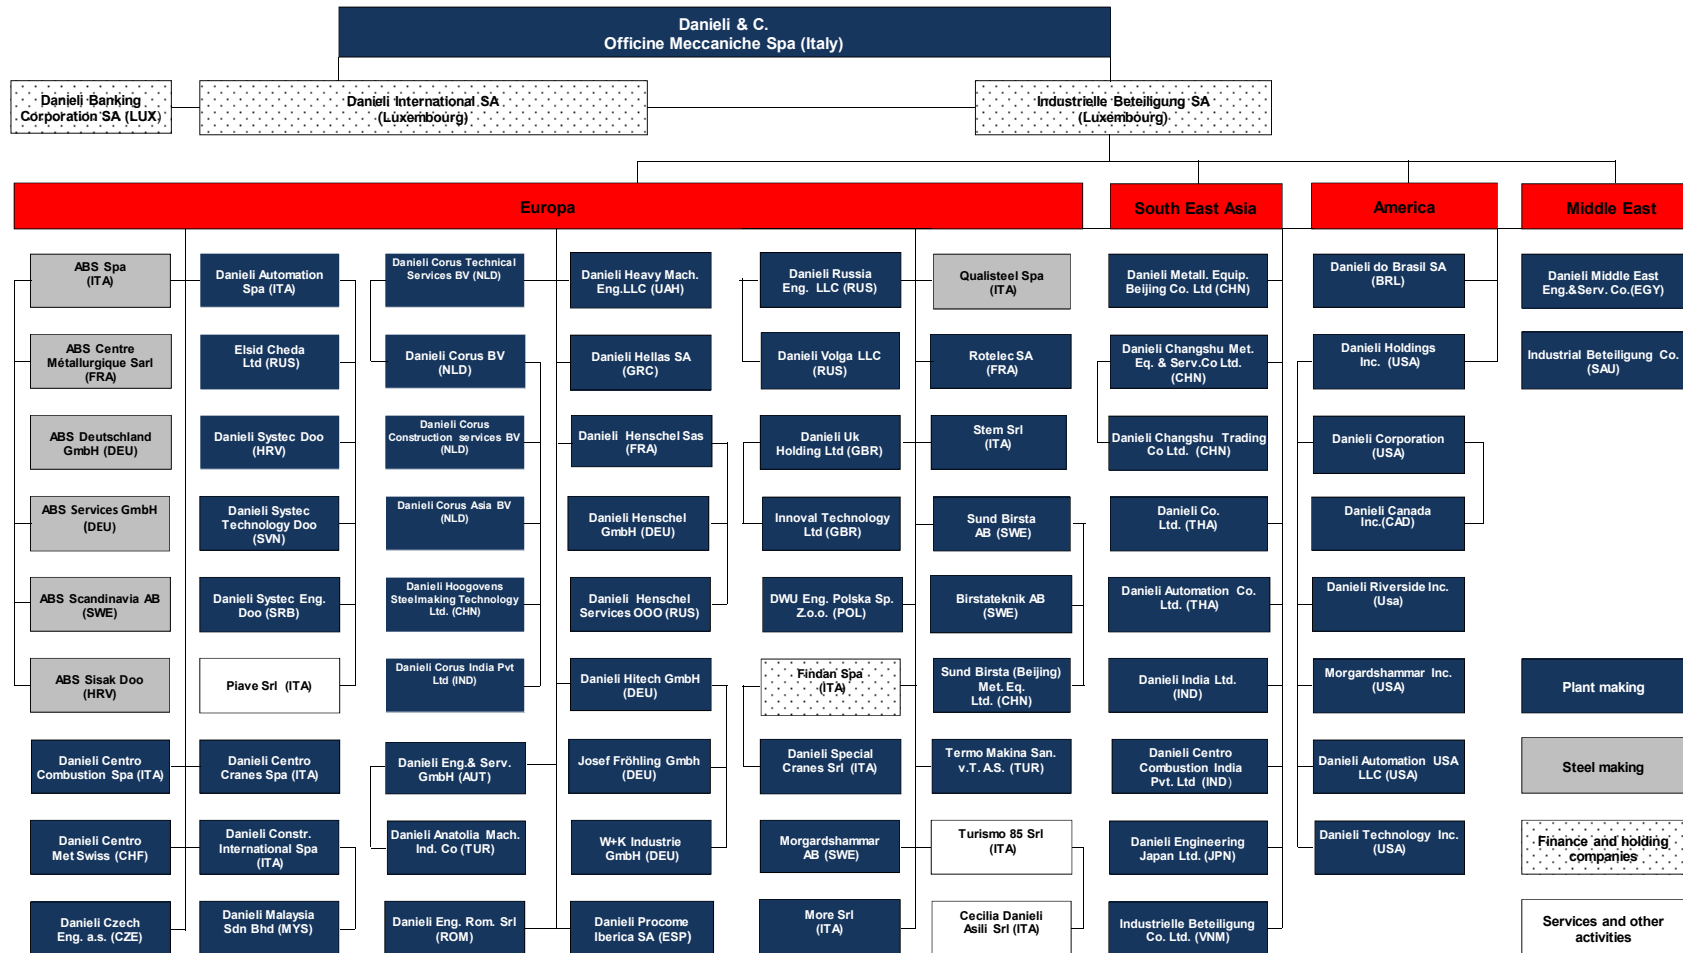 Danieli & C.
Officine Meccaniche Spa (Italy)
Danieli Banking
Corporation SA (LUX)
Danieli International SA
(Luxembourg)
Industrielle Beteiligung SA
(Luxembourg)
Europa
South East Asia
America
Middle East
ABS Spa
(ITA)
Danieli Automation
Spa (ITA)
Danieli Corus Technical
Services BV (NLD)
Danieli Heavy Mach.
Eng.LLC (UAH)
Danieli Russia
Eng. LLC (RUS)
Qualisteel Spa
(ITA)
Danieli Metall. Equip.
Beijing Co. Ltd (CHN)
Danieli do Brasil SA
(BRL)
Danieli Middle East
Eng.&Serv. Co.(EGY)
ABS Centre
Métallurgique Sarl
(FRA)
Elsid Cheda
Ltd (RUS)
Danieli Corus BV
(NLD)
Danieli Hellas SA
(GRC)
Danieli Volga LLC
(RUS)
Rotelec SA
(FRA)
Danieli Changshu Met.
Eq. & Serv.Co Ltd.
(CHN)
Danieli Holdings
Inc. (USA)
Industrial Beteiligung Co.
(SAU)
ABS Deutschland
GmbH (DEU)
Danieli Systec Doo
(HRV)
Danieli Corus
Construction services BV
(NLD)
Danieli Henschel Sas
(FRA)
Danieli Uk
Holding Ltd (GBR)
Stem Srl
(ITA)
Danieli Changshu Trading
Co Ltd. (CHN)
Danieli Corporation
(USA)
ABS Services GmbH
(DEU)
Danieli Systec
Technology Doo
(SVN)
Danieli Corus Asia BV
(NLD)
Danieli Henschel
GmbH (DEU)
Innoval Technology
Ltd (GBR)
Sund Birsta
AB (SWE)
Danieli Co.
Ltd. (THA)
Danieli Canada
Inc.(CAD)
ABS Scandinavia AB
(SWE)
Danieli Systec Eng.
Doo (SRB)
Danieli Hoogovens
Steelmaking Technology
Ltd. (CHN)
Danieli Henschel
Services OOO (RUS)
DWU Eng. Polska Sp.
Z.o.o. (POL)
Birstateknik AB
(SWE)
Danieli Automation Co.
Ltd. (THA)
Danieli Riverside Inc.
(Usa)
ABS Sisak Doo
(HRV)
Piave Srl (ITA)
Danieli Corus India Pvt
Ltd (IND)
Danieli Hitech GmbH
(DEU)
Findan Spa
(ITA)
Sund Birsta (Beijing)
Met. Eq.
Ltd. (CHN)
Danieli India Ltd.
(IND)
Morgardshammar Inc.
(USA)
Plant making
Danieli Centro
Combustion Spa (ITA)
Danieli Centro
Cranes Spa (ITA)
Danieli Eng.& Serv.
GmbH (AUT)
Josef Fröhling Gmbh
(DEU)
Danieli Special
Cranes Srl (ITA)
Termo Makina San.
v.T. A.S. (TUR)
Danieli Centro
Combustion India
Pvt. Ltd (IND)
Danieli Automation USA
LLC (USA)
Steel making
Danieli Centro
Met Swiss (CHF)
Danieli Constr.
International Spa
(ITA)
Danieli Anatolia Mach.
Ind. Co (TUR)
W+K Industrie
GmbH (DEU)
Morgardshammar
AB (SWE)
Turismo 85 Srl
(ITA)
Danieli Engineering
Japan Ltd. (JPN)
Danieli Technology Inc.
(USA)
Finance and holding
companies
Danieli Czech
Eng. a.s. (CZE)
Danieli Malaysia
Sdn Bhd (MYS)
Danieli Eng. Rom. Srl
(ROM)
Danieli Procome
Iberica SA (ESP)
More Srl
(ITA)
Cecilia Danieli
Asili Srl (ITA)
Industrielle Beteiligung
Co. Ltd. (VNM)
Services and other
activities